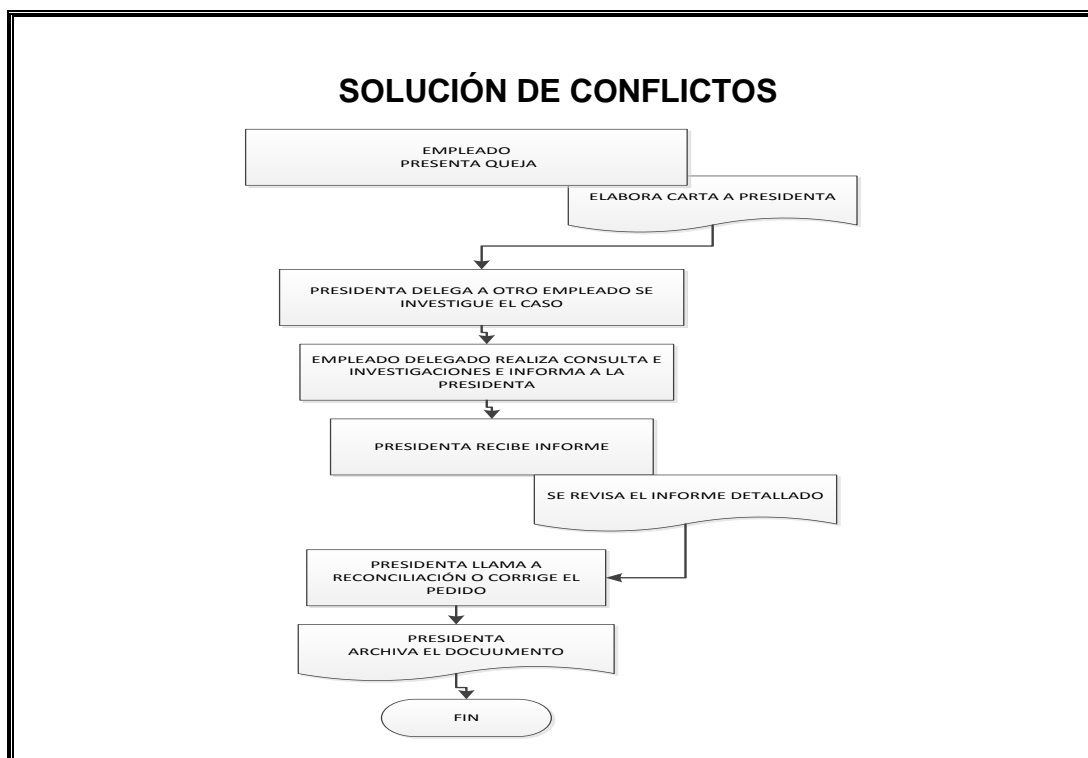 SOLUCIÓN DE CONFLICTOS
EMPLEADO
PRESENTA QUEJA
ELABORA CARTA A PRESIDENTA
PRESIDENTA DELEGA A OTRO EMPLEADO SE
INVESTIGUE EL CASO
EMPLEADO DELEGADO REALIZA CONSULTA E
INVESTIGACIONES E INFORMA A LA
PRESIDENTA
PRESIDENTA RECIBE INFORME
SE REVISA EL INFORME DETALLADO
PRESIDENTA LLAMA A
RECONCILIACIÓN O CORRIGE EL
PEDIDO
PRESIDENTA
ARCHIVA EL DOCUUMENTO
FIN